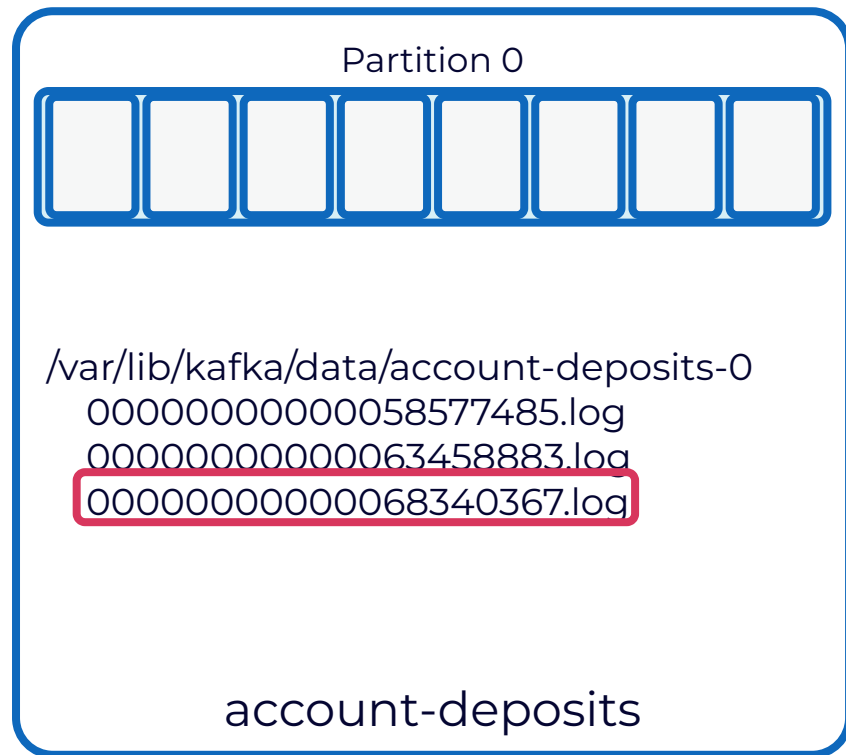 Partition 0
/var/lib/kafka/data/account-deposits-0
00000000000058577485.log
00000000000063458883.log
00000000000068340367.log
account-deposits